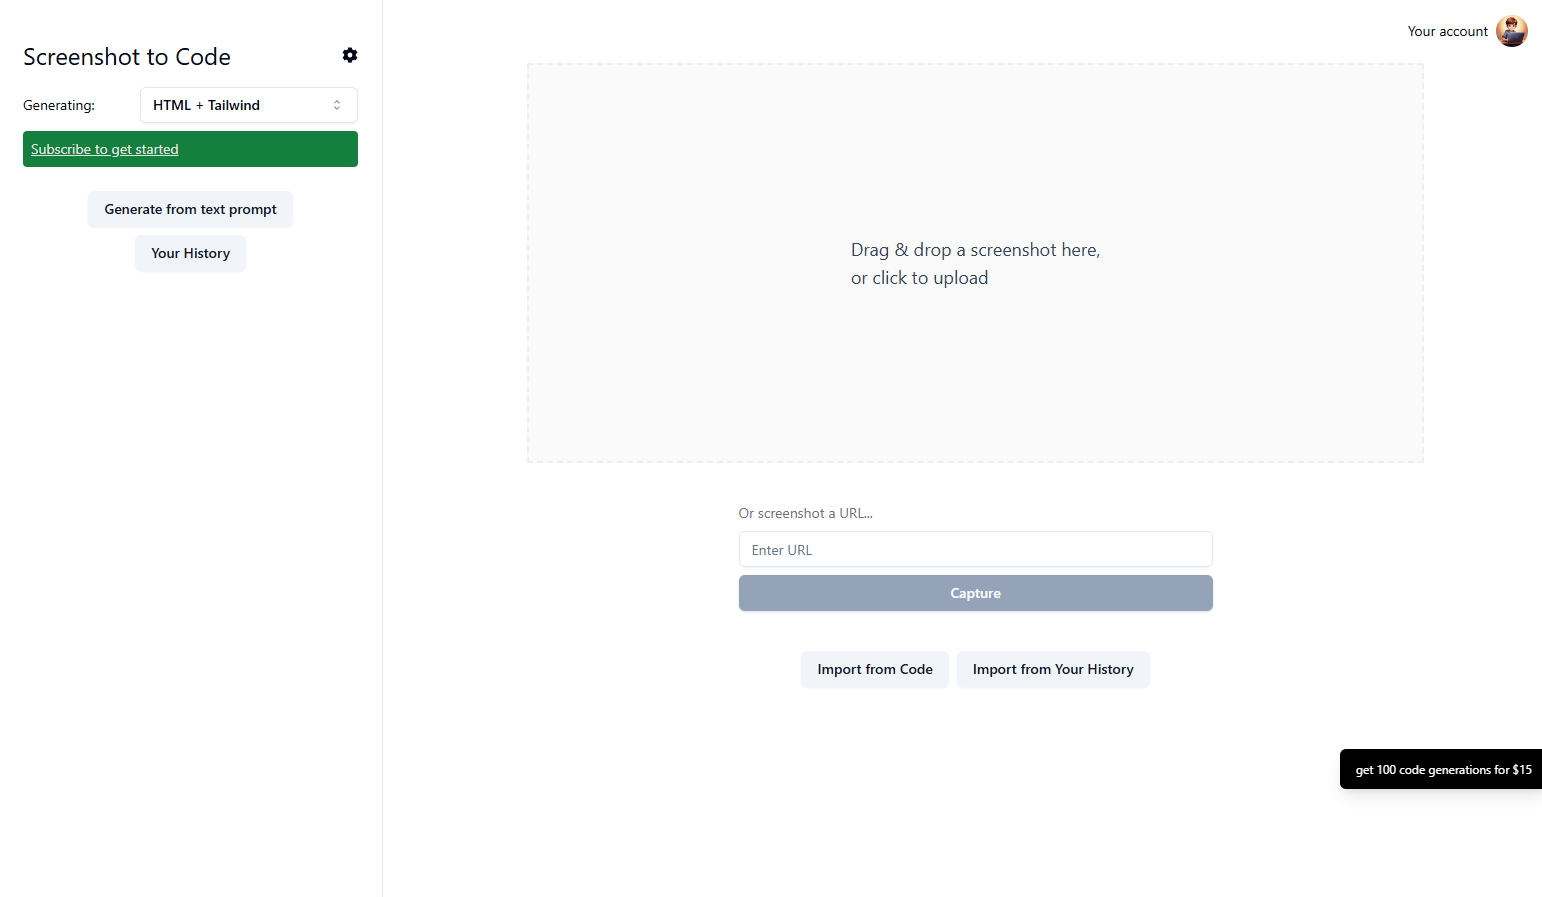 Screenshot to Code
Generating:
HTML + Tailwind
Subscribe to get started
Generate from text prompt
Your History
Your account
Drag & drop a screenshot here,
or click to upload
Or screenshot a URL...
Enter URL
Capture
Import from Code
Import from Your History
get 100 code generations for $15